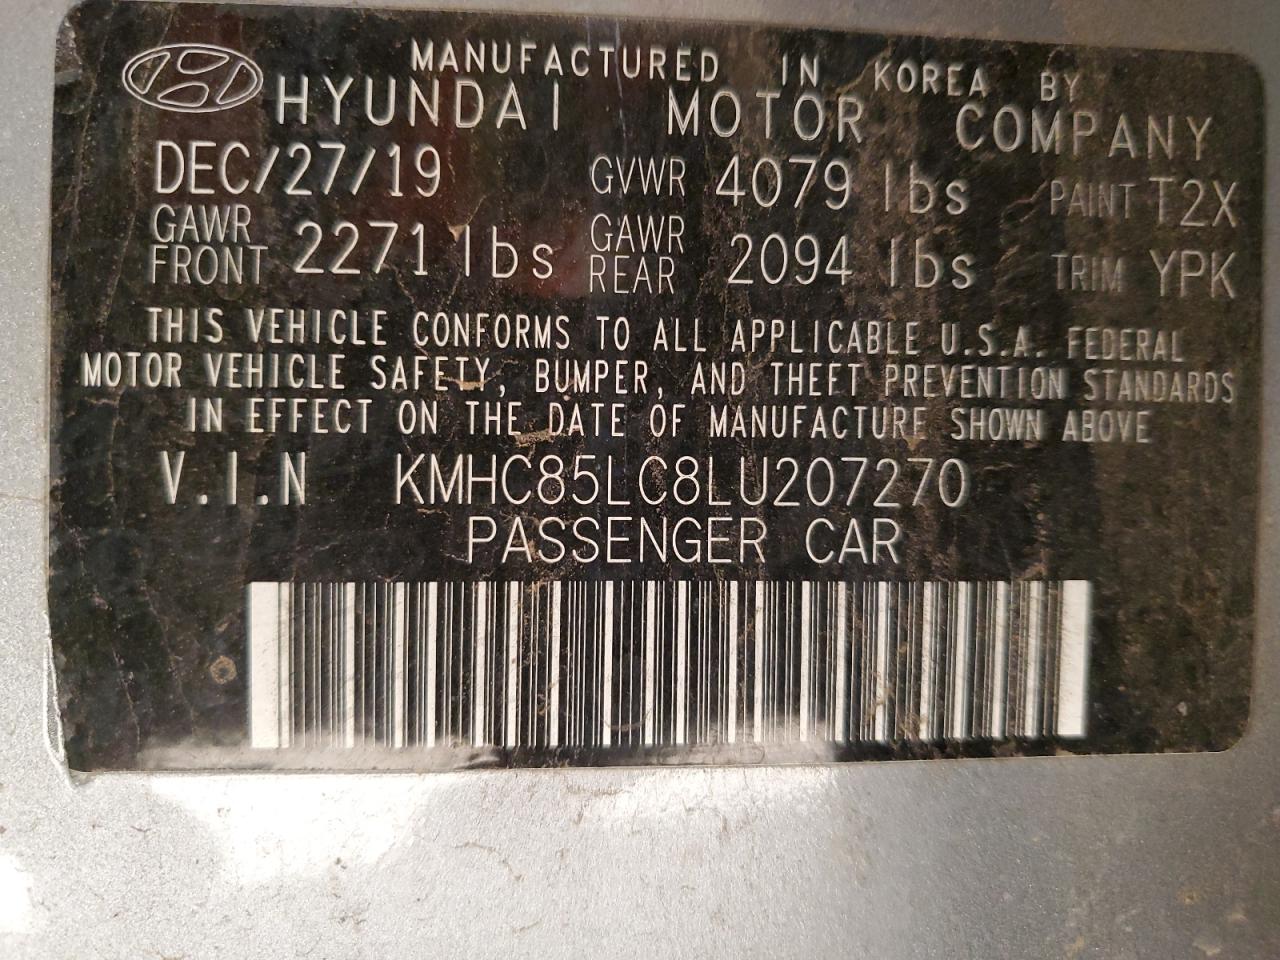 MANUFACTURED IN KOREA BY
HYUNDAI MOTOR COMPANY
DEC/27/19 GVWR 4079 lbs PAINT T2X
GAWR FRONT 2271 lbs GAWR REAR 2094 lbs TRIM YPK
THIS VEHICLE CONFORMS TO ALL APPLICABLE U.S.A. FEDERAL
MOTOR VEHICLE SAFETY, BUMPER, AND THEFT PREVENTION STANDARDS
IN EFFECT ON THE DATE OF MANUFACTURE SHOWN ABOVE
V.I.N KMHC85LC8LU207270
PASSENGER CAR